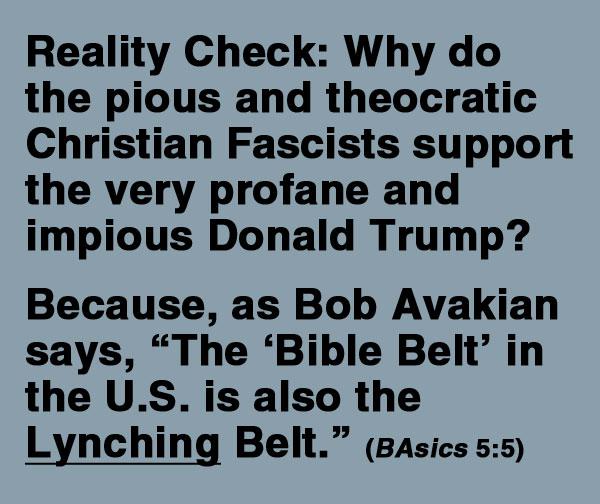 Reality Check: Why do
the pious and theocratic
Christian Fascists support
the very profane and
impious Donald Trump?
Because, as Bob Avakian
says, “The ‘Bible Belt’ in
the U.S. is also the
Lynching Belt.” (BAsics 5:5)